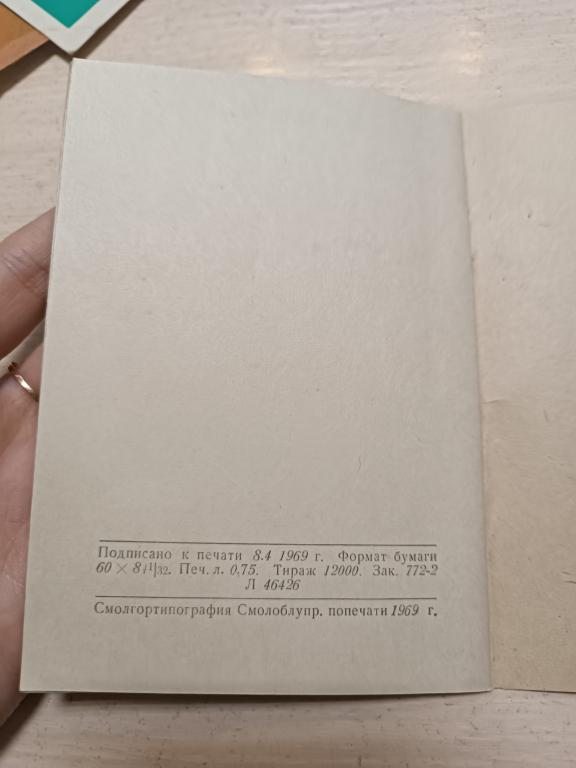 Подписано к печати 8.4 1969 г. Формат бумаги
60 × 84¹|32. Печ. л. 0,75. Тираж 12000. Зак. 772-2
Л 46426
Смолгортипография Смолоблупр. попечати 1969 г.